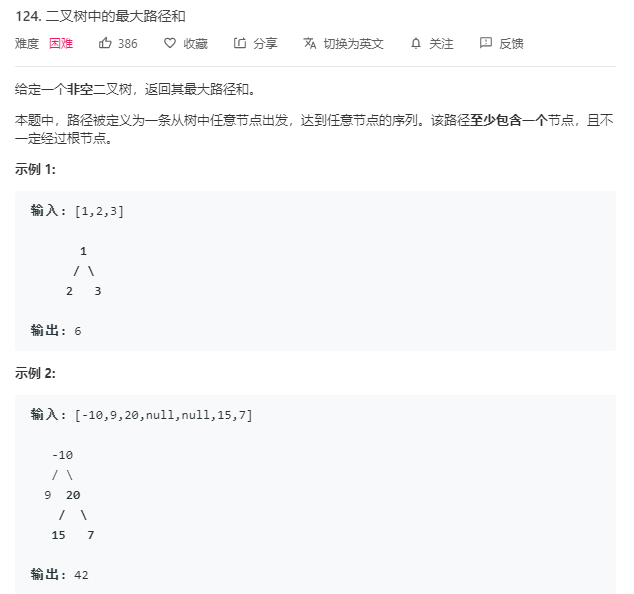 124. 二叉树中的最大路径和
难度 困难 386 收藏 分享 切换为英文 关注 反馈
给定一个非空二叉树，返回其最大路径和。
本题中，路径被定义为一条从树中任意节点出发，达到任意节点的序列。该路径至少包含一个节点，且不
一定经过根节点。
示例 1:
输入: [1,2,3]
1
/ \
2 3
输出: 6
示例 2:
输入: [-10,9,20,null,null,15,7]
-10
/ \
9 20
/ \
15 7
输出: 42